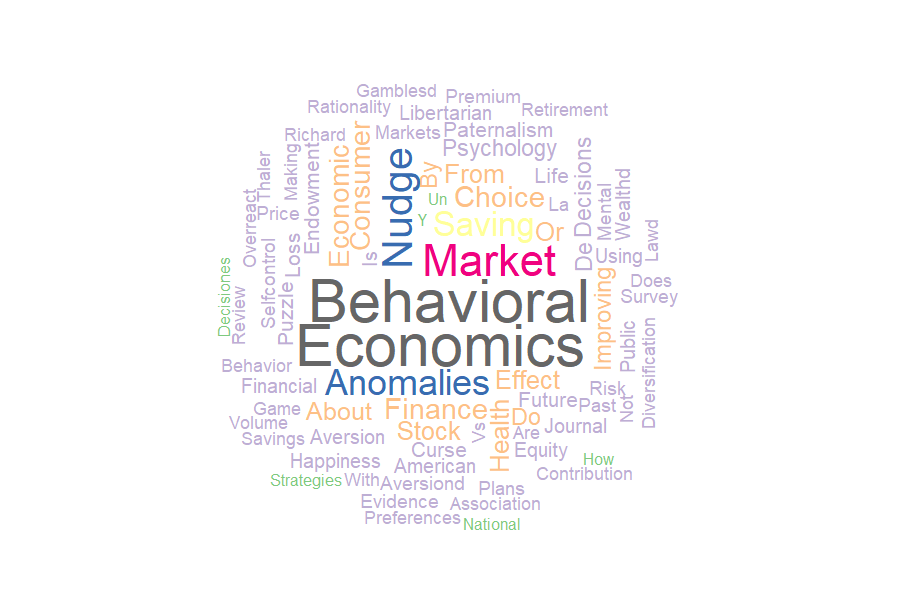 Gamblesd
Premium
Rationality
Libertarian
Retirement
Richard
Markets
Paternalism
Psychology
Thaler
Making
Endowment
Economic
Consumer
Nudge
By
From
Life
Decisions
Mental
Wealthd
Choice
Un
La
Overreact
Price
Y
Saving
Or
De
Lawd
Selfcontrol
Loss
Is
Market
Using
Does
Decisiones
Review
Puzzle
Behavioral
Improving
Survey
Economics
Public
Diversification
Behavior
Financial
Anomalies
Effect
Risk
Not
Game
About
Finance
Future
Past
Volume
Savings
Aversion
Stock
Vs
Health
Do
Are
Journal
Curse
Equity
Happiness
American
How
Strategies
With
Aversiond
Plans
Contribution
Evidence
Association
Preferences
National